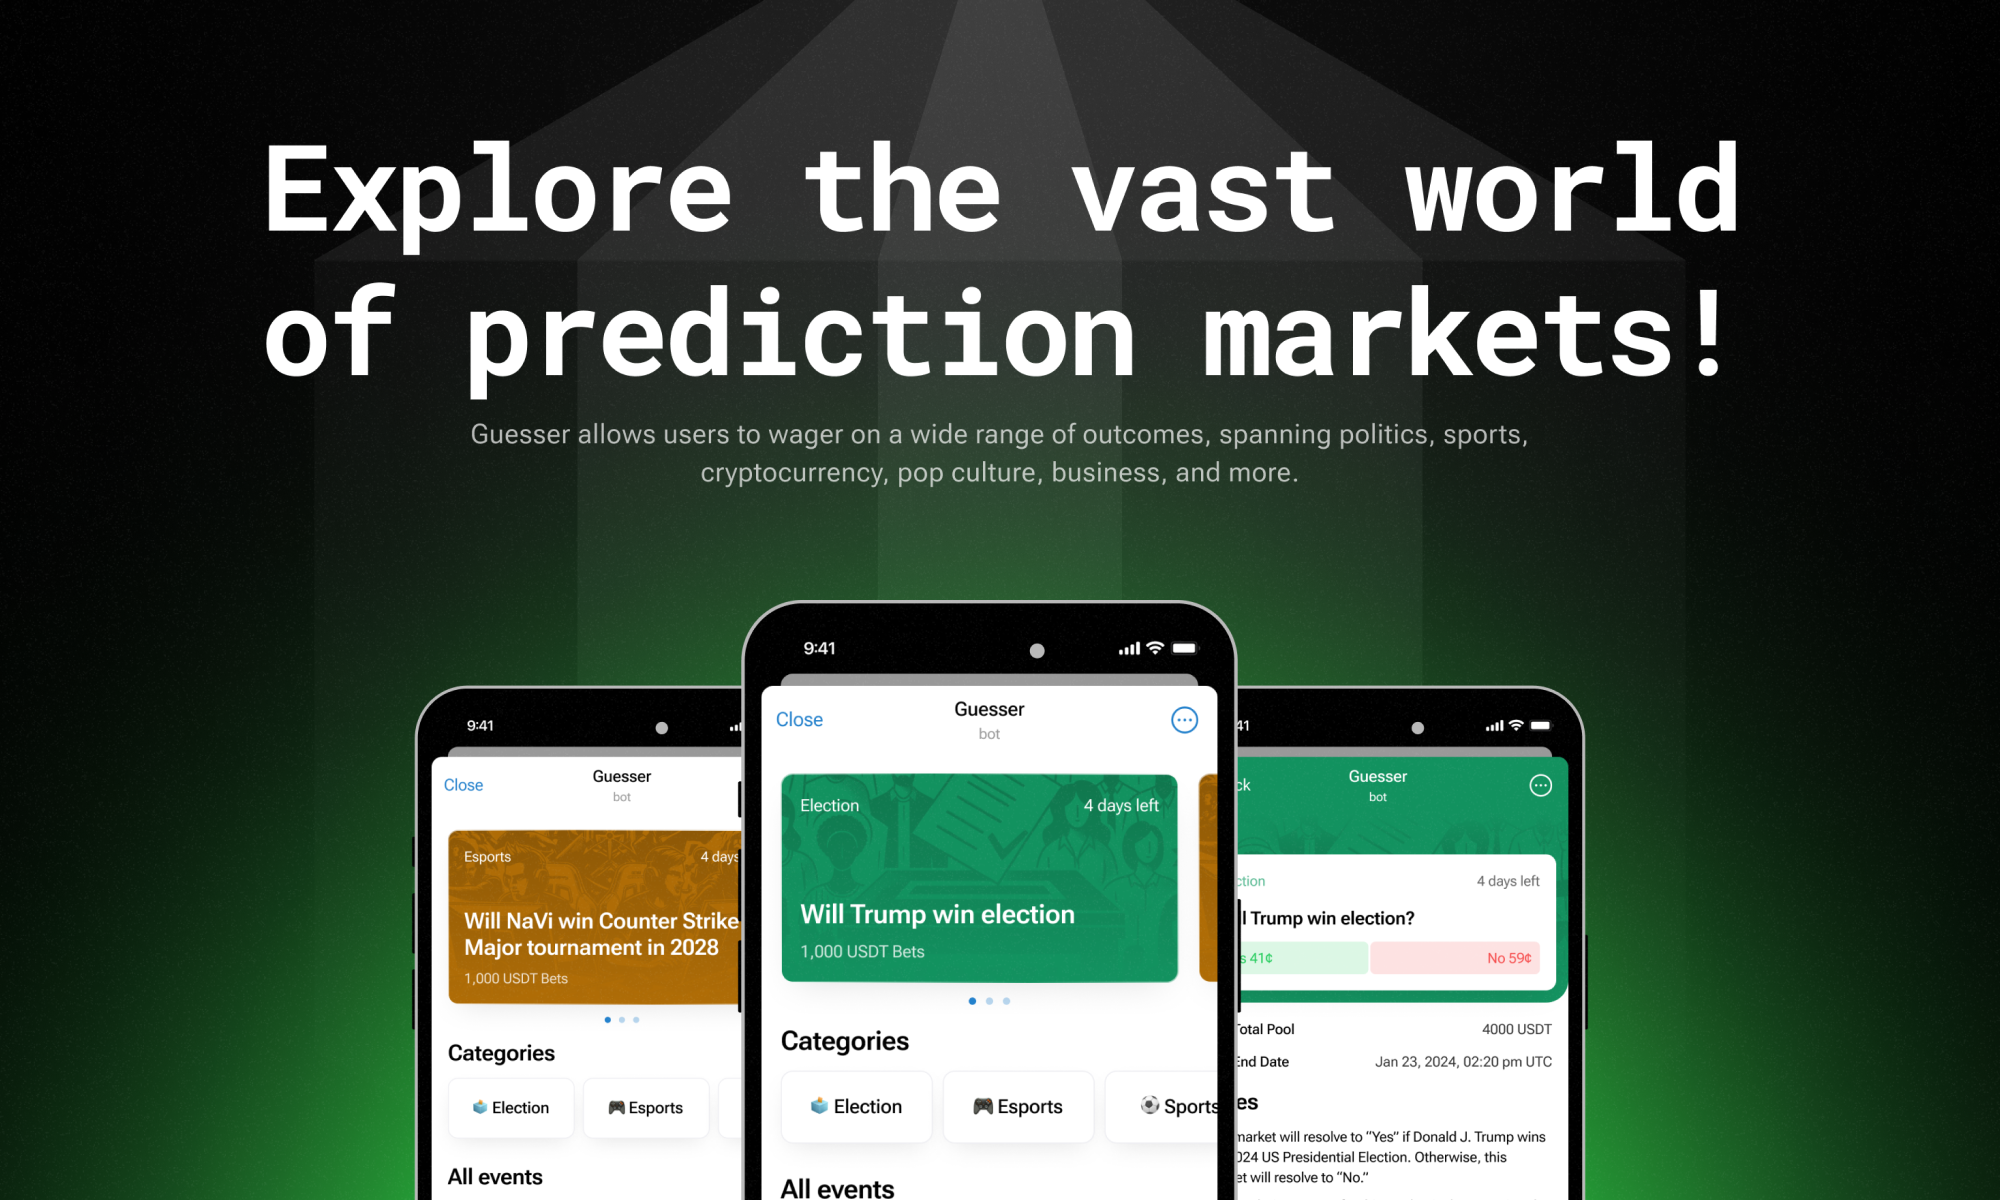 Explore the vast world
of prediction markets!
Guesser allows users to wager on a wide range of outcomes, spanning politics, sports,
cryptocurrency, pop culture, business, and more.
9:41
Close
Guesser
bot
Esports
4 days
Will NaVi win Counter Strike
Major tournament in 2028
1,000 USDT Bets
Categories
Election
Esports
All events
9:41
Close
Guesser
bot
Election
4 days left
Will Trump win election
1,000 USDT Bets
Categories
Election
Esports
Sports
All events
41
ck
Guesser
bot
ction
4 days left
l Trump win election?
s 41¢
No 59¢
Total Pool
4000 USDT
End Date
Jan 23, 2024, 02:20 pm UTC
es
market will resolve to “Yes” if Donald J. Trump wins
024 US Presidential Election. Otherwise, this
et will resolve to “No.”